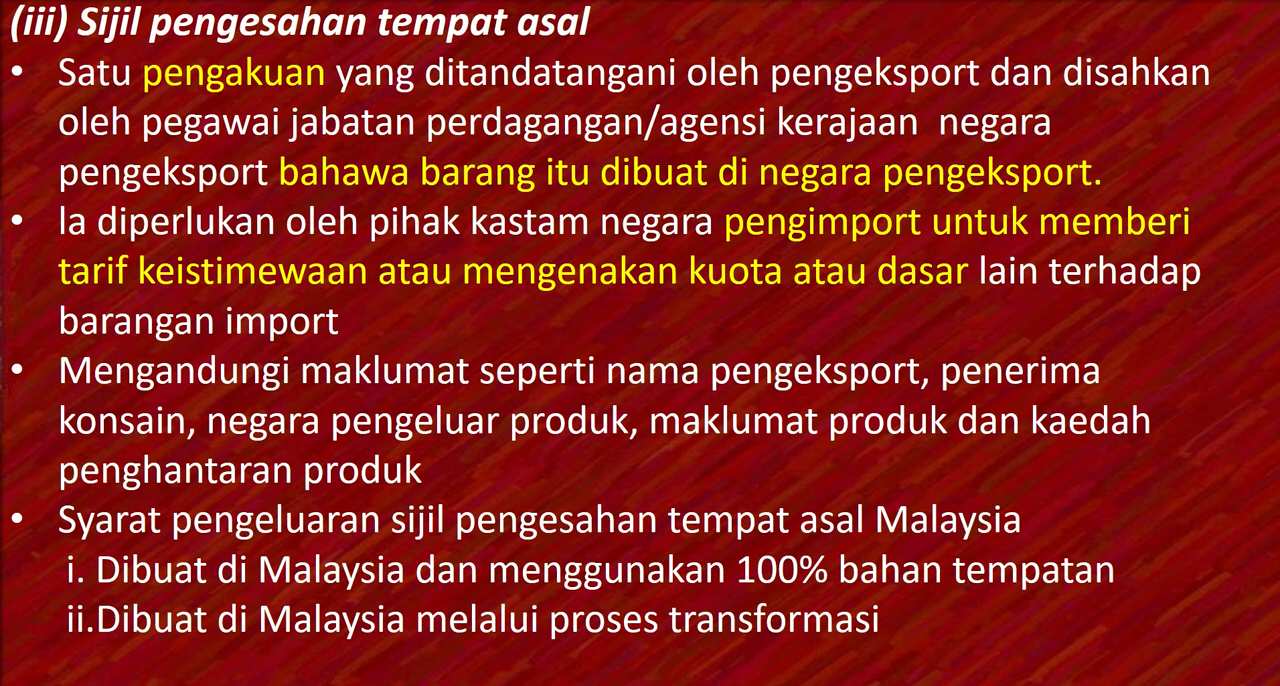 (iii) Sijil pengesahan tempat asal
• Satu pengakuan yang ditandatangani oleh pengeksport dan disahkan
oleh pegawai jabatan perdagangan/agensi kerajaan  negara
pengeksport bahawa barang itu dibuat di negara pengeksport.
• la diperlukan oleh pihak kastam negara pengimport untuk memberi
tarif keistimewaan atau mengenakan kuota atau dasar lain terhadap
barangan import
• Mengandungi maklumat seperti nama pengeksport, penerima
konsain, negara pengeluar produk, maklumat produk dan kaedah
penghantaran produk
• Syarat pengeluaran sijil pengesahan tempat asal Malaysia
i. Dibuat di Malaysia dan menggunakan 100% bahan tempatan
ii.Dibuat di Malaysia melalui proses transformasi